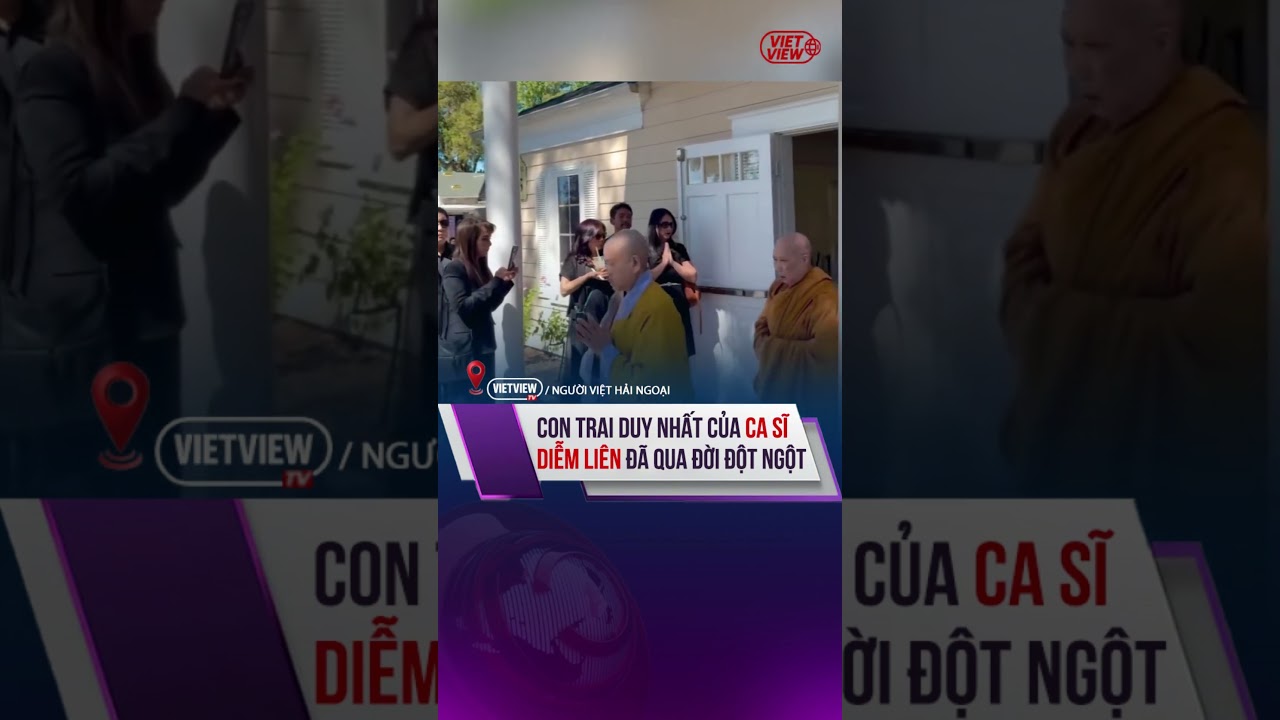 VIET
VIEW
VIETVIEW TV / NGƯỜI VIỆT HẢI NGOẠI
CON TRAI DUY NHẤT CỦA CA SĨ
DIỄM LIÊN ĐÃ QUA ĐỜI ĐỘT NGỘT
VIETVIEW TV / NGƯỜ
CON
DIỄM
CỦA CA SĨ
ỜI ĐỘT NGỘT